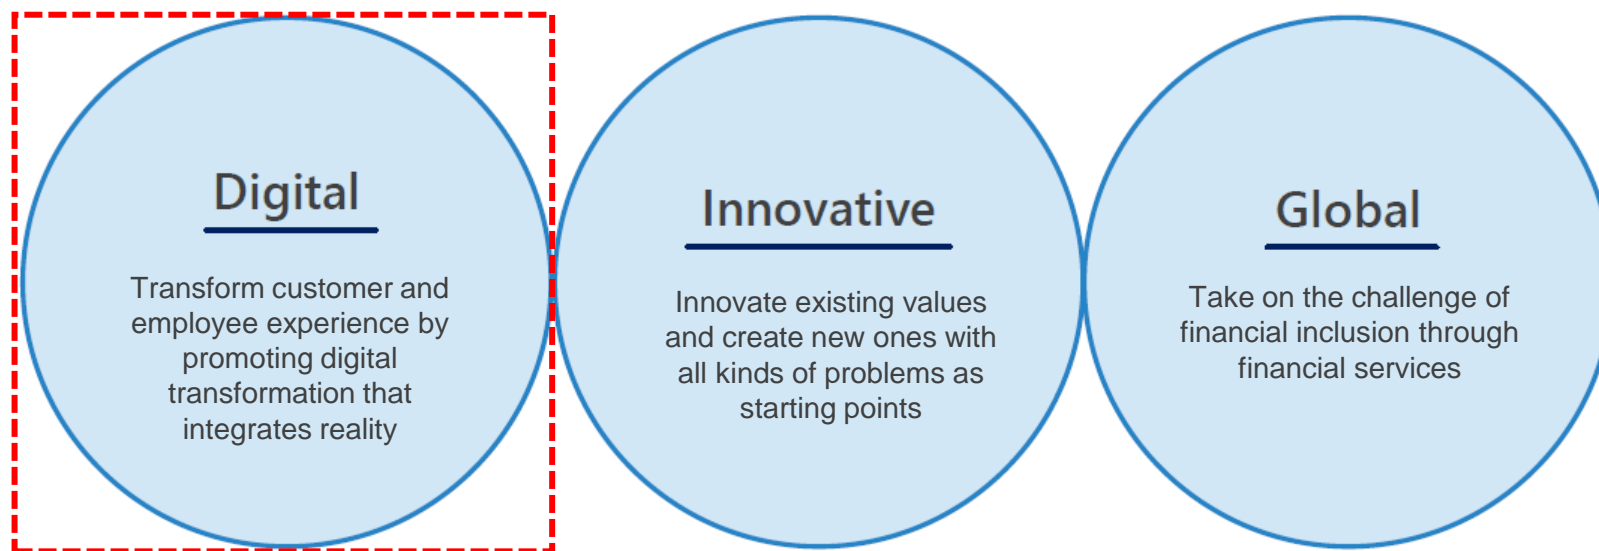 Digital
Transform customer and
employee experience by
promoting digital
transformation that
integrates reality
Innovative
Innovate existing values
and create new ones with
all kinds of problems as
starting points
Global
Take on the challenge of
financial inclusion through
financial services